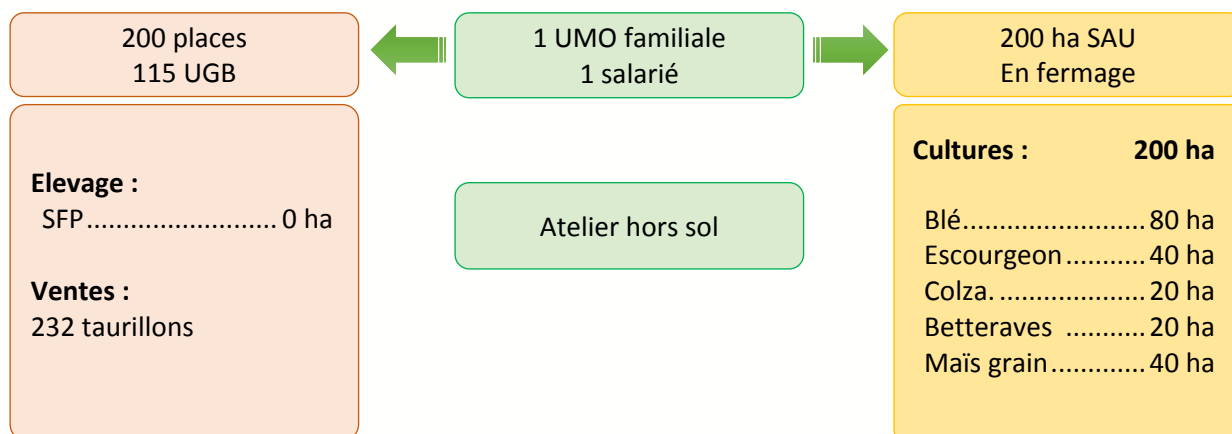 200 places
115 UGB
1 UMO familiale
1 salarié
200 ha SAU
En fermage
Elevage :
SFP......................... 0 ha
Ventes :
232 taurillons
Atelier hors sol
Cultures : 200 ha
Blé....................... 80 ha
Escourgeon........... 40 ha
Colza. .................... 20 ha
Betteraves ........... 20 ha
Maïs grain............. 40 ha